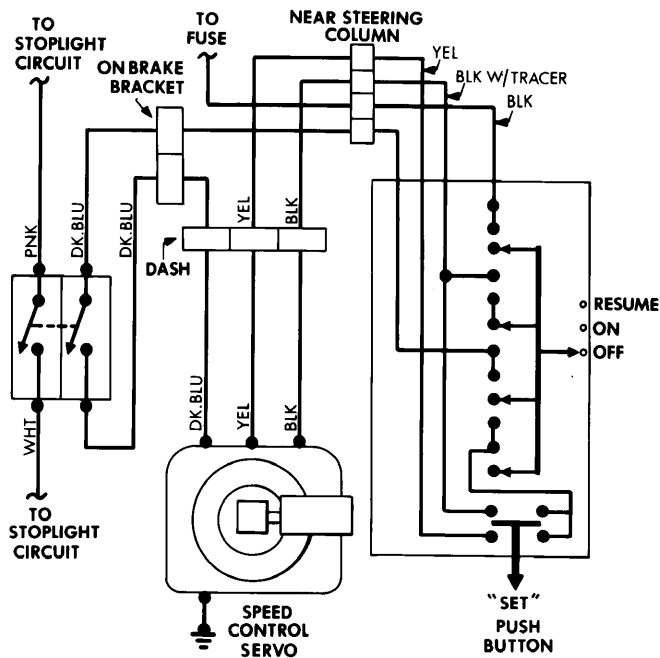 TO
STOPLIGHT
CIRCUIT
TO
FUSE
NEAR STEERING
COLUMN
YEL
BLK W/TRACER
BLK
ON BRAKE
BRACKET
PNK
DK.BLU
DK.BLU
YEL
BLK
DASH
RESUME
ON
OFF
WHT
DK.BLU
YEL
BLK
TO
STOPLIGHT
CIRCUIT
SPEED
CONTROL
SERVO
"SET"
PUSH
BUTTON